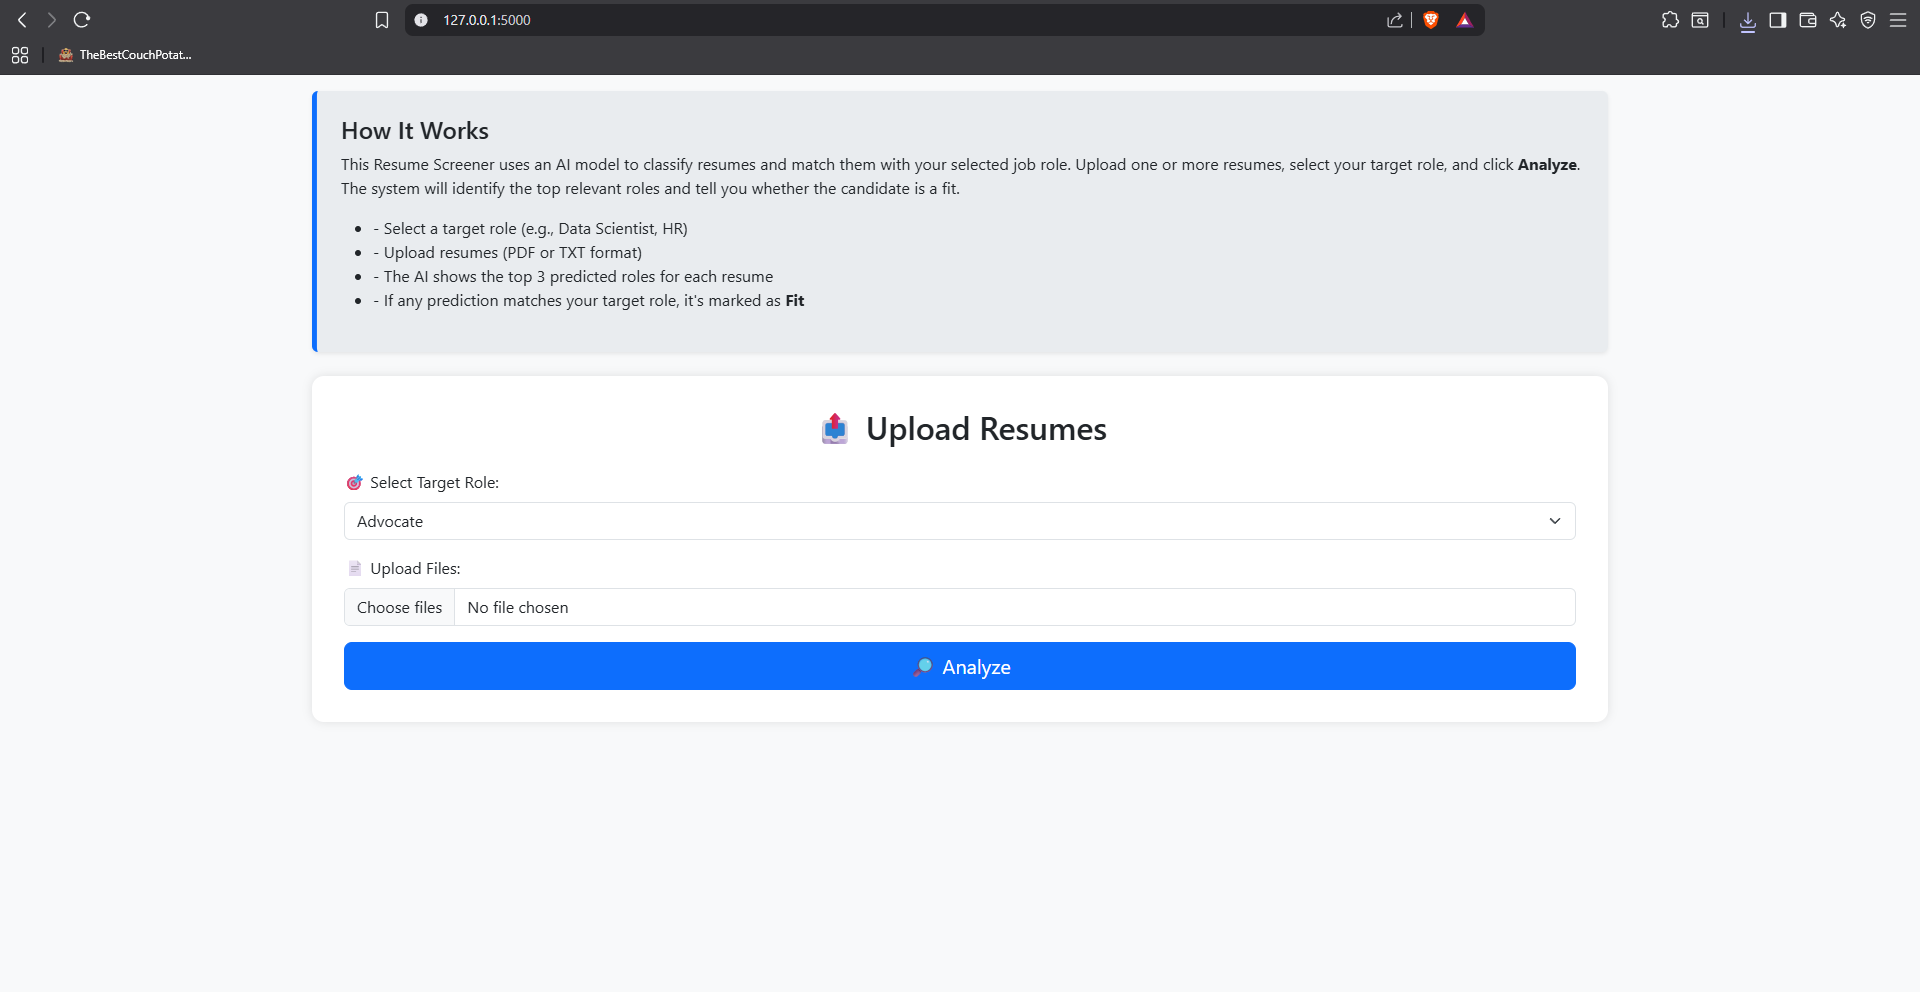 127.0.0.1:5000
TheBestCouchPotat...
How It Works
This Resume Screener uses an AI model to classify resumes and match them with your selected job role. Upload one or more resumes, select your target role, and click Analyze.
The system will identify the top relevant roles and tell you whether the candidate is a fit.
- Select a target role (e.g., Data Scientist, HR)
- Upload resumes (PDF or TXT format)
- The AI shows the top 3 predicted roles for each resume
- If any prediction matches your target role, it's marked as Fit
Upload Resumes
Select Target Role:
Advocate
Upload Files:
Choose files No file chosen
Analyze